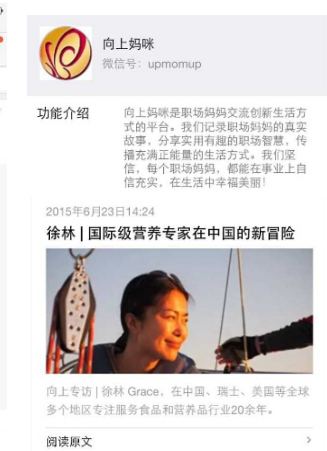 向上妈咪
微信号：upmomup
功能介绍
向上妈咪是职场妈妈交流创新生活方
式的平台。我们记录职场妈妈的真实
故事，分享实用有趣的职场智慧，传
播充满正能量的生活方式。我们坚
信，每个职场妈妈，都能在事业上自
信充实，在生活中幸福美丽！
2015年6月23日14:24
徐林 | 国际级营养专家在中国的新冒险
向上专访 | 徐林 Grace，在中国、瑞士、美国等全球
多个地区专注服务食品和营养品行业20余年。
阅读原文